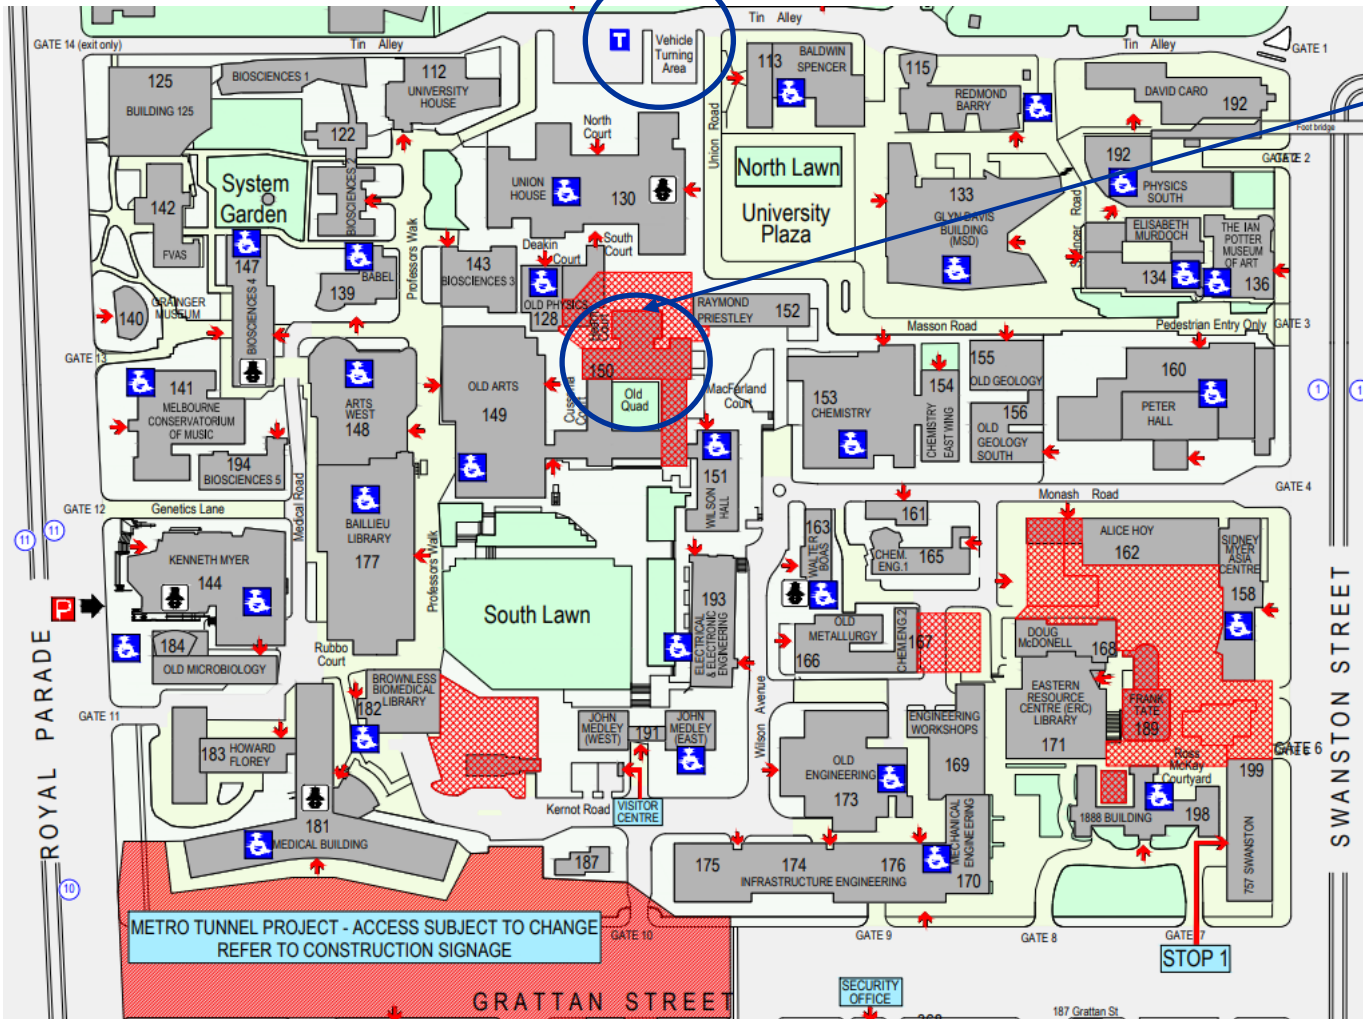 Tin Alley
GATE 14 (exit only)
Tin Alley
T
Vehicle
Turning
Area
Tin Alley
GATE 1
125
BUILDING 125
BIOSCIENCES 1
112
UNIVERSITY
HOUSE
113
BALDWIN
SPENCER
115
REDMOND
BARRY
DAVID CARO
192
Foot bridge
122
North
Court
Union Road
192
PHYSICS
SOUTH
GATE 2
System
Garden
BIOSCIENCES 2
142
FVAS
UNION
HOUSE
130
North Lawn
University
Plaza
133
GLYN DAVIS
BUILDING
(MSD)
Spencer Road
ELISABETH
MURDOCH
134
THE IAN
POTTER
MUSEUM
OF ART
136
147
BIOSCIENCES 4
BABEL
139
Professors Walk
143
BIOSCIENCES 3
Deakin
Court
South
Court
OLD PHYSICS
128
140
GRAINGER
MUSEUM
RAYMOND
PRIESTLEY
152
Masson Road
Pedestrian Entry Only
GATE 3
GATE 13
141
MELBOURNE
CONSERVATORIUM
OF MUSIC
194
BIOSCIENCES 5
ARTS
WEST
148
OLD ARTS
149
150
Old
Quad
MacFarland
Court
153
CHEMISTRY
154
CHEMISTRY
EAST WING
155
OLD GEOLOGY
156
OLD
GEOLOGY
SOUTH
160
PETER
HALL
1
1
151
WILSON
HALL
GATE 4
Monash Road
GATE 12
Genetics Lane
Medical Road
11
11
KENNETH MYER
144
BAILLIEU
LIBRARY
177
Professors Walk
South Lawn
193
ELECTRICAL
& ELECTRONIC
ENGINEERING
163
WALTER
BOAS
161
CHEM.
ENG.1
165
ALICE HOY
162
SIDNEY
MYER
ASIA
CENTRE
158
P
184
OLD MICROBIOLOGY
Rubbo
Court
OLD
METALLURGY
166
CHEM.ENG.2
167
DOUG
McDONELL
168
EASTERN
RESOURCE
CENTRE (ERC)
LIBRARY
171
FRANK
TATE
189
ROYAL PARADE
SWANSTON STREET
GATE 11
183
HOWARD
FLOREY
BROWNLESS
BIOMEDICAL
LIBRARY
182
JOHN
MEDLEY
(WEST)
191
JOHN
MEDLEY
(EAST)
Wilson Avenue
ENGINEERING
WORKSHOPS
169
OLD
ENGINEERING
173
Ross
McKay
Courtyard
GATE 6
199
757 SWANSTON
Kernot Road
VISITOR
CENTRE
181
MEDICAL BUILDING
187
175
174
176
INFRASTRUCTURE ENGINEERING
MECHANICAL
ENGINEERING
170
1888 BUILDING
198
10
METRO TUNNEL PROJECT - ACCESS SUBJECT TO CHANGE
REFER TO CONSTRUCTION SIGNAGE
GATE 10
GATE 9
GATE 8
STOP 1
GRATTAN STREET
SECURITY
OFFICE
187 Grattan St